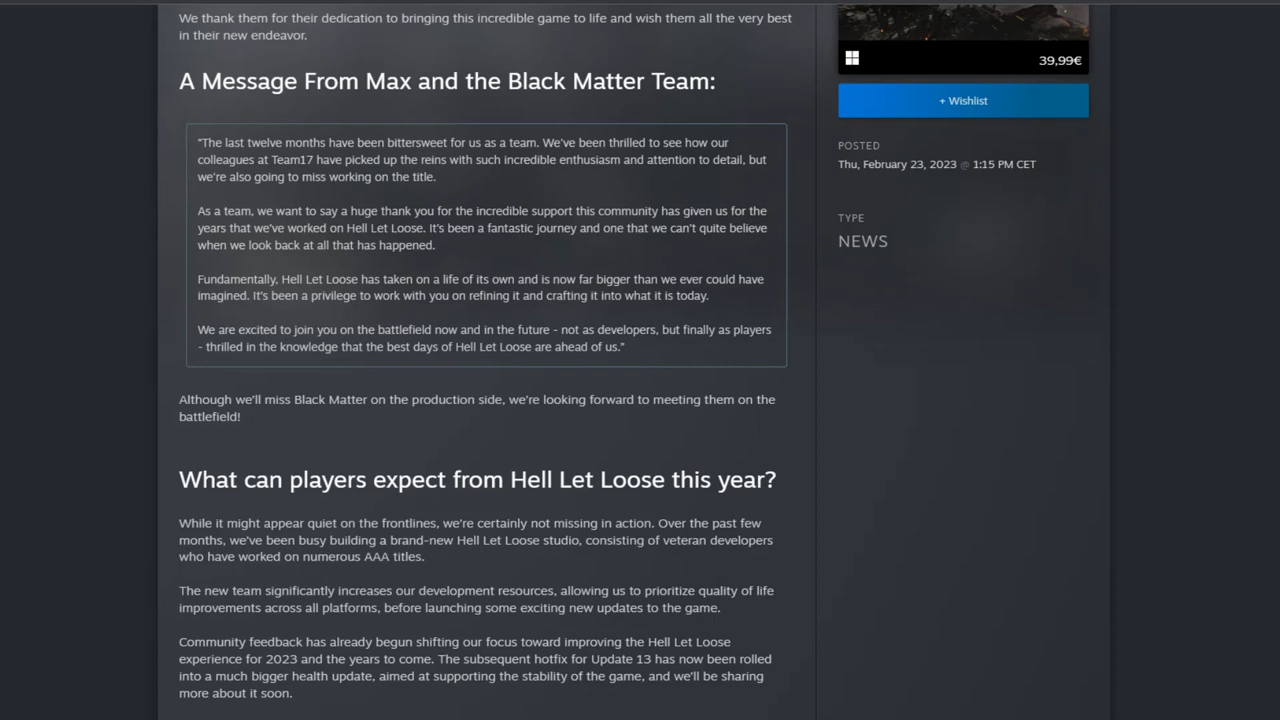 We thank them for their dedication to bringing this incredible game to life and wish them all the very best
in their new endeavor.
A Message From Max and the Black Matter Team:
"The last twelve months have been bittersweet for us as a team. We've been thrilled to see how our
colleagues at Team17 have picked up the reins with such incredible enthusiasm and attention to detail, but
we're also going to miss working on the title.
As a team, we want to say a huge thank you for the incredible support this community has given us for the
years that we've worked on Hell Let Loose. It's been a fantastic journey and one that we can't quite believe
when we look back at all that has happened.
Fundamentally, Hell Let Loose has taken on a life of its own and is now far bigger than we ever could have
imagined. It's been a privilege to work with you on refining it and crafting it into what it is today.
We are excited to join you on the battlefield now and in the future - not as developers, but finally as players
- thrilled in the knowledge that the best days of Hell Let Loose are ahead of us."
Although we'll miss Black Matter on the production side, we're looking forward to meeting them on the
battlefield!
What can players expect from Hell Let Loose this year?
While it might appear quiet on the frontlines, we're certainly not missing in action. Over the past few
months, we've been busy building a brand-new Hell Let Loose studio, consisting of veteran developers
who have worked on numerous AAA titles.
The new team significantly increases our development resources, allowing us to prioritize quality of life
improvements across all platforms, before launching some exciting new updates to the game.
Community feedback has already begun shifting our focus toward improving the Hell Let Loose
experience for 2023 and the years to come. The subsequent hotfix for Update 13 has now been rolled
into a much bigger health update, aimed at supporting the stability of the game, and we'll be sharing
more about it soon.
39,99€
+ Wishlist
POSTED
Thu, February 23, 2023 @ 1:15 PM CET
TYPE
NEWS